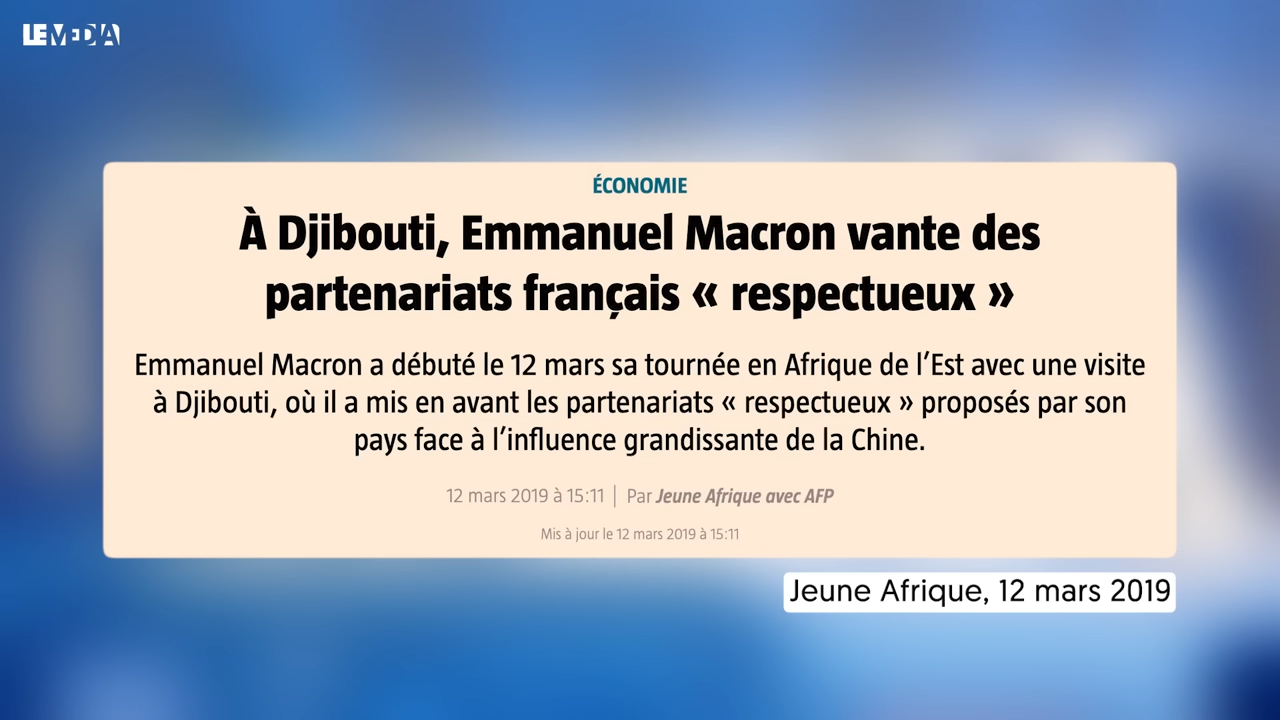 LEMEDIA
ÉCONOMIE
À Djibouti, Emmanuel Macron vante des
partenariats français « respectueux »
Emmanuel Macron a débuté le 12 mars sa tournée en Afrique de l’Est avec une visite
à Djibouti, où il a mis en avant les partenariats « respectueux » proposés par son
pays face à l’influence grandissante de la Chine.
12 mars 2019 à 15:11 | Par Jeune Afrique avec AFP
Mis à jour le 12 mars 2019 à 15:11
Jeune Afrique, 12 mars 2019